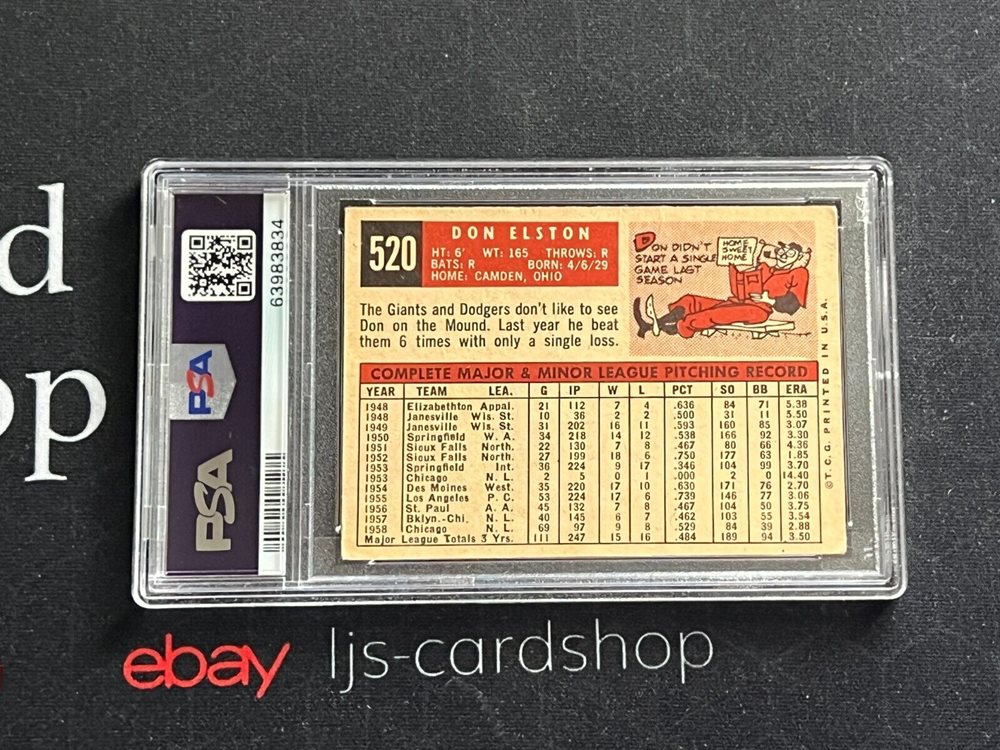 d
op
63983834
PSA
PSA
520
DON ELSTON
HT: 6' WT: 165 THROWS: R
BATS: R BORN: 4/6/29
HOME: CAMDEN, OHIO
DON DIDN'T
START A SINGLE
GAME LAST
SEASON
HOME
SWEET
HOME
The Giants and Dodgers don't like to see
Don on the Mound. Last year he beat
them 6 times with only a single loss.
COMPLETE MAJOR & MINOR LEAGUE PITCHING RECORD
YEAR TEAM LEA. G IP W L PCT SO BB ERA
1948 Elizabethton Appal. 21 112 7 4 .636 84 71 5.38
1948 Janesville Wis. St. 10 36 2 2 .500 31 11 5.50
1949 Janesville Wis. St. 31 202 16 11 .593 160 85 3.07
1950 Springfield W. A. 34 218 14 12 .538 166 92 3.30
1951 Sioux Falls North. 22 130 7 8 .467 80 66 4.36
1952 Sioux Falls North. 27 199 18 6 .750 177 63 1.85
1953 Springfield Int. 36 224 9 17 .346 104 99 3.70
1953 Chicago N. L. 2 5 0 1 .000 2 0 14.40
1954 Des Moines West. 35 220 17 10 .630 171 76 2.70
1955 Los Angeles P. C. 53 224 17 6 .739 146 77 3.06
1956 St. Paul A. A. 45 132 7 8 .467 104 50 3.75
1957 Bklyn.-Chi. N. L. 40 145 6 7 .462 103 55 3.54
1958 Chicago N. L. 69 97 9 8 .529 84 39 2.88
Major League Totals 3 Yrs. 111 247 15 16 .484 189 94 3.50
©T.C.G. PRINTED IN U.S.A.
ebay ljs-cardshop